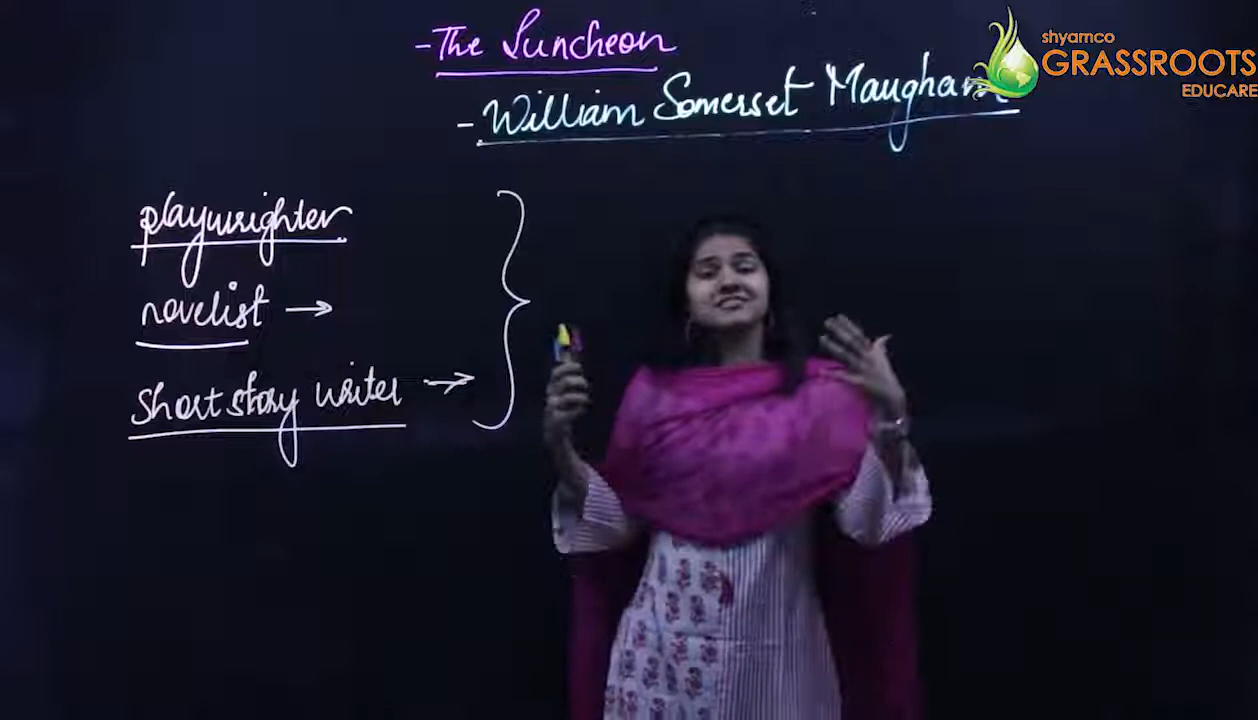 - The Luncheon
- William Somerset Maugham
shyamco
GRASSROOTS
EDUCARE
playwrighter
novelist →
Short story writer →